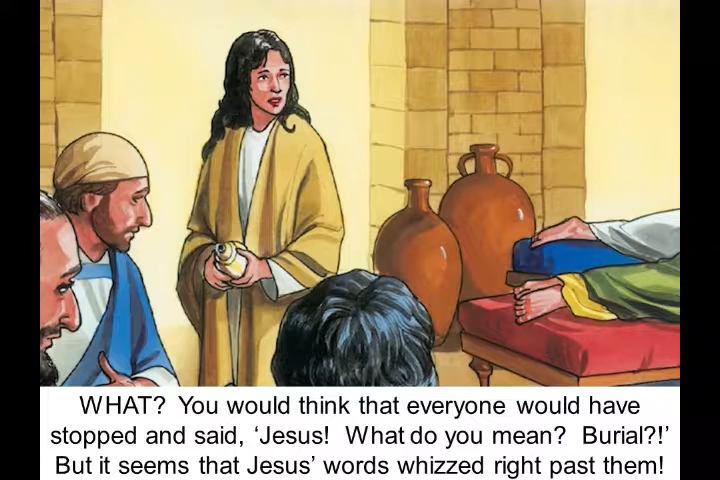 WHAT?  You would think that everyone would have
stopped and said, ‘Jesus!  What do you mean?  Burial?!’
But it seems that Jesus’ words whizzed right past them!